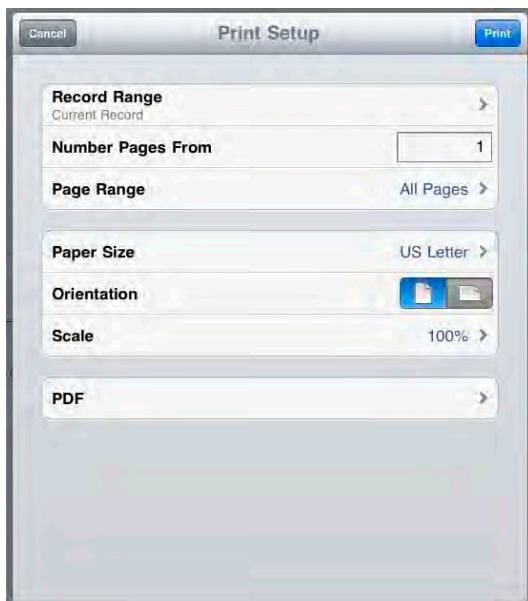 Cancel Print Setup Print
Record Range
Current Record
Number Pages From 1
Page Range All Pages
Paper Size US Letter
Orientation
Scale 100%
PDF